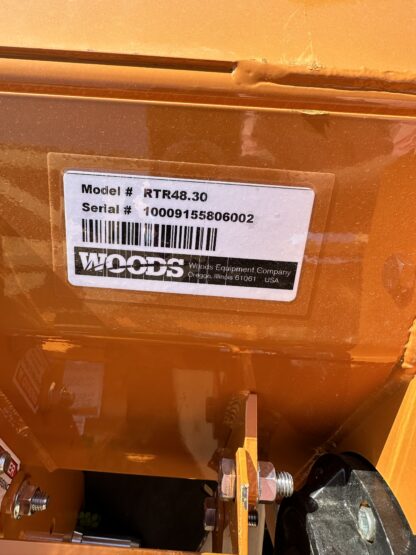 Model # RTR48.30
Serial # 10009155806002
WOODS
Woods Equipment Company
Oregon, Illinois 61061 USA